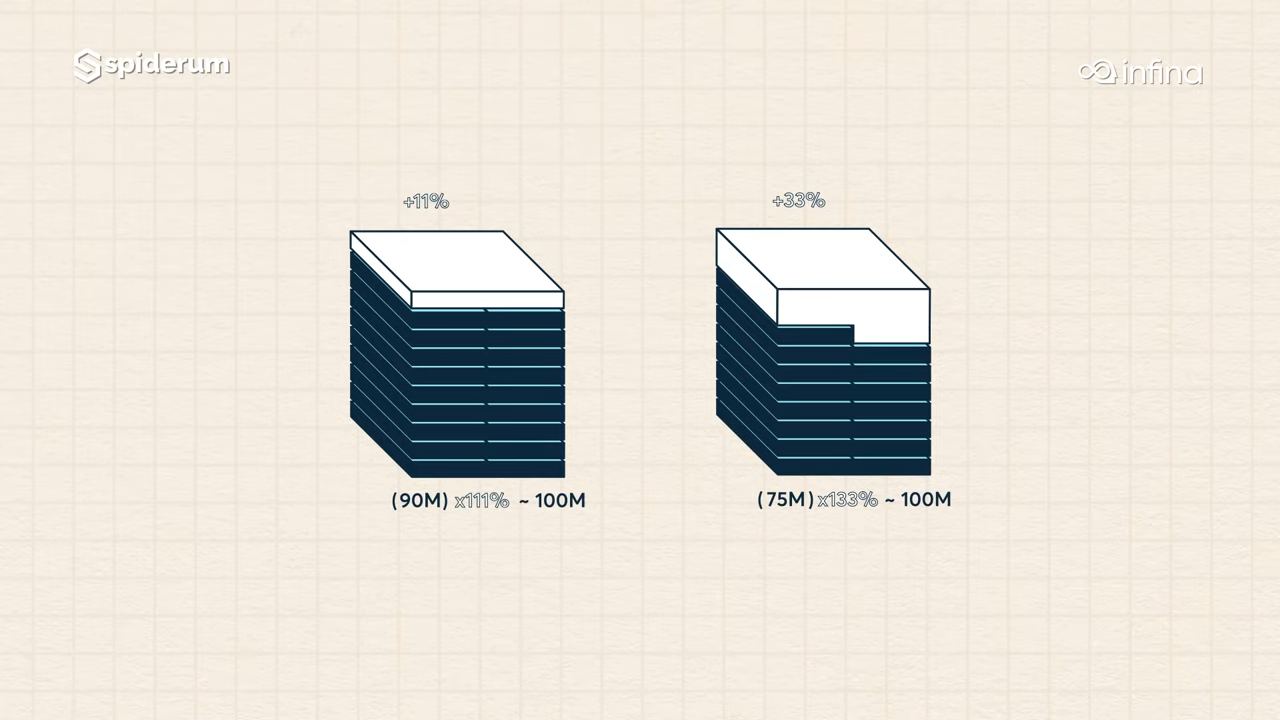 spiderum
infina
+11%
+33%
(90M) x111% ~ 100M
(75M) x133% ~ 100M